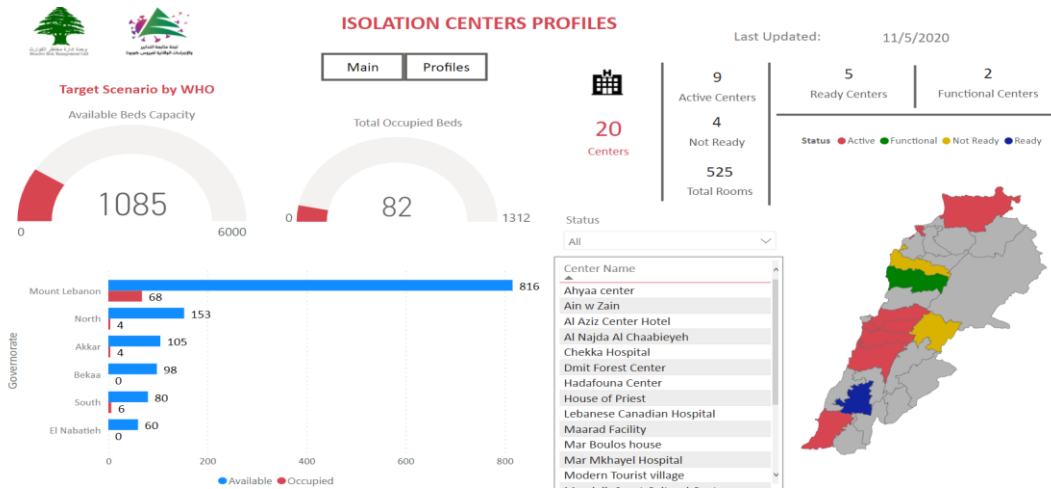 ISOLATION CENTERS PROFILES
Last Updated: 11/5/2020
Main
Profiles
Target Scenario by WHO
Available Beds Capacity
1085
0
6000
Total Occupied Beds
82
0
1312
20
Centers
9
Active Centers
4
Not Ready
525
Total Rooms
5
Ready Centers
2
Functional Centers
Status Active Functional Not Ready Ready
Status
All
Center Name
Ahyaa center
Ain w Zain
Al Aziz Center Hotel
Al Najda Al Chaabieyeh
Chekka Hospital
Dmit Forest Center
Hadafouna Center
House of Priest
Lebanese Canadian Hospital
Maarad Facility
Mar Boulos house
Mar Mkhayel Hospital
Modern Tourist village
Governorate
Mount Lebanon 816
68
North 153
4
Akkar 105
4
Bekaa 98
0
South 80
6
El Nabatieh 60
0
0 200 400 600 800
Available Occupied